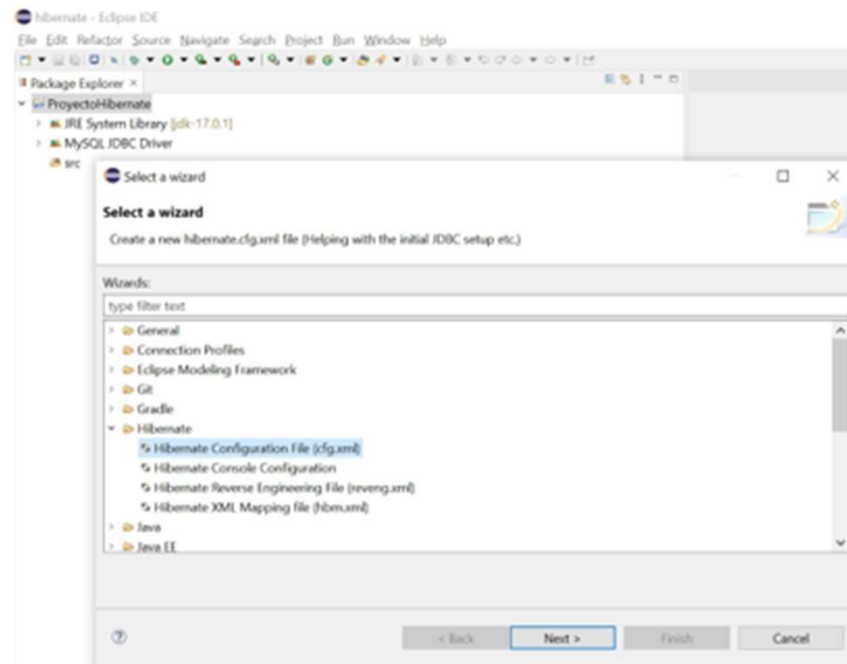 hibernate - Eclipse IDE
File Edit Refactor Source Navigate Search Project Run Window Help
Package Explorer ×
ProyectoHibernate
JRE System Library [jdk-17.0.1]
MySQL JDBC Driver
src
Select a wizard
Select a wizard
Create a new hibernate.cfg.xml file (Helping with the initial JDBC setup etc.)
Wizards:
type filter text
General
Connection Profiles
Eclipse Modeling Framework
Git
Gradle
Hibernate
Hibernate Configuration File (cfg.xml)
Hibernate Console Configuration
Hibernate Reverse Engineering File (reveng.xml)
Hibernate XML Mapping file (hbm.xml)
Java
Java EE
< Back Next > Finish Cancel